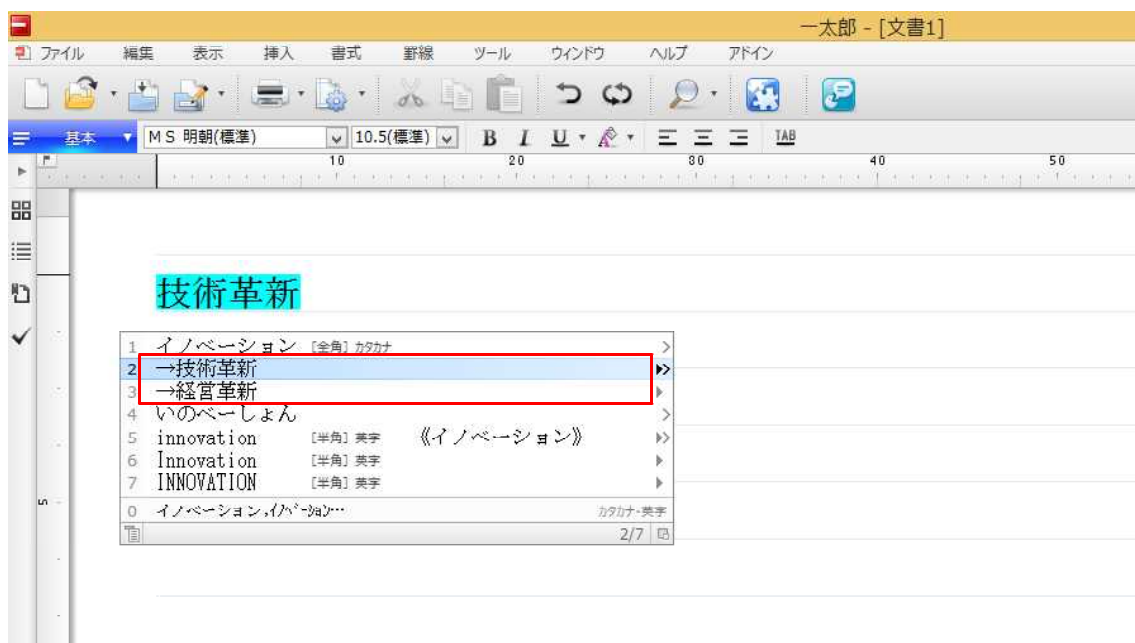 一太郎 - [文書1]
ファイル 編集 表示 挿入 書式 罫線 ツール ウィンドウ ヘルプ アドイン
基本 ＭＳ 明朝(標準) 10.5(標準) B I U A TAB
10 20 30 40 50
技術革新
1 イノベーション [全角] カタカナ
2 →技術革新
3 →経営革新
4 いのべーしょん
5 innovation [半角] 英字 《イノベーション》
6 Innovation [半角] 英字
7 INNOVATION [半角] 英字
0 イノベーション,ｲﾉﾍﾞｰｼｮﾝ… カタカナ・英字
2/7
5